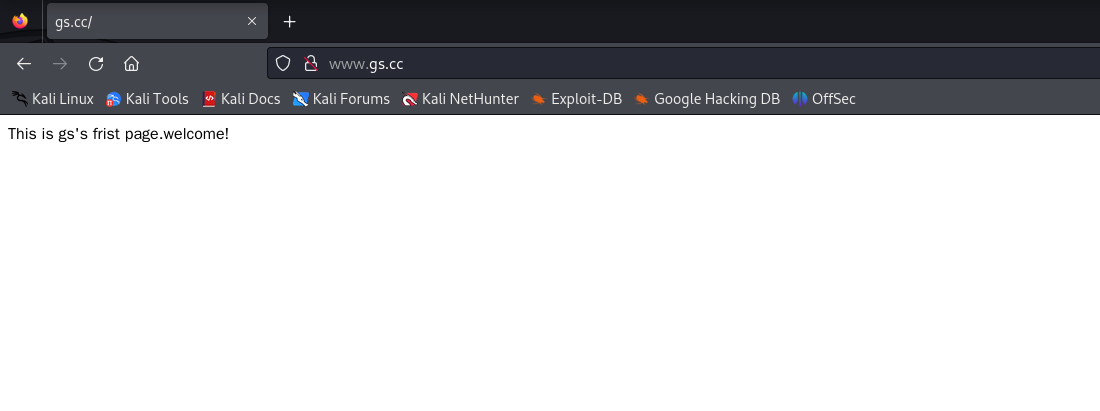 gs.cc/
www.gs.cc
Kali Linux Kali Tools Kali Docs Kali Forums Kali NetHunter Exploit-DB Google Hacking DB OffSec
This is gs's frist page.welcome!